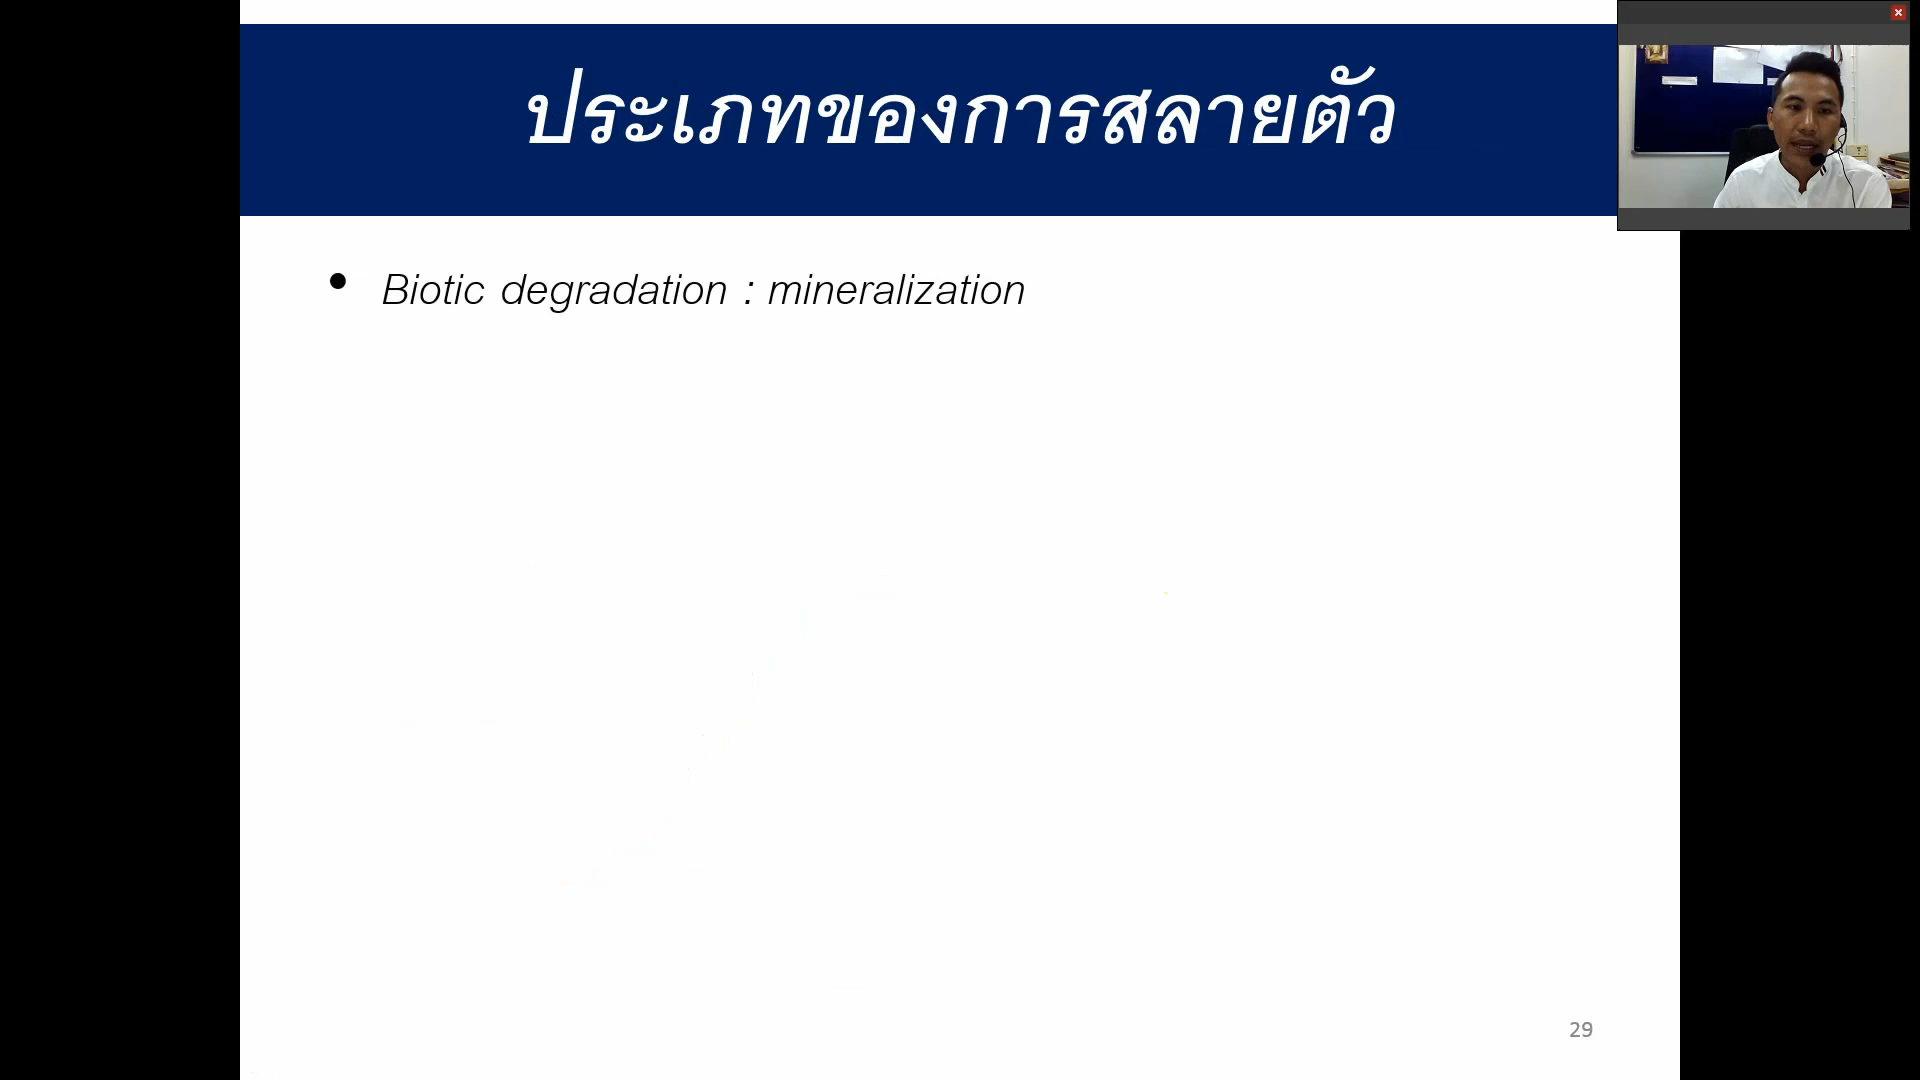 ประเภทของการสลายตัว
• Biotic degradation : mineralization
29